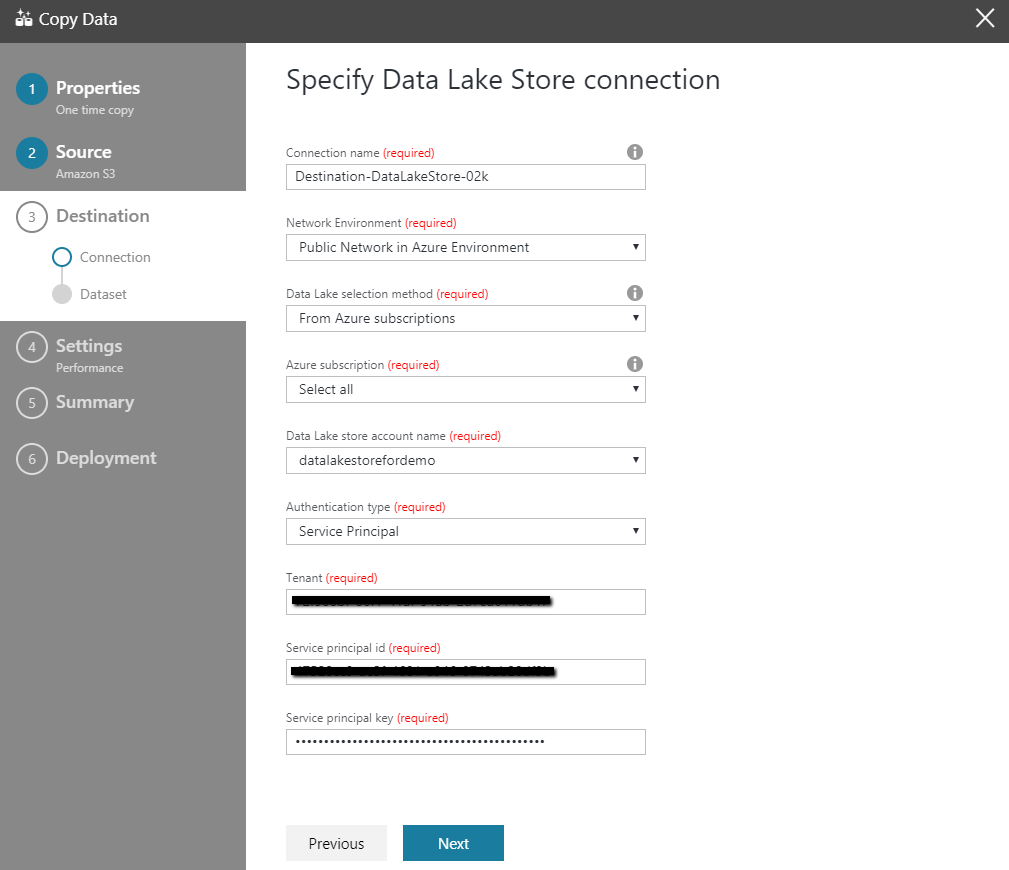 Copy Data
1 Properties
One time copy
2 Source
Amazon S3
3 Destination
Connection
Dataset
4 Settings
Performance
5 Summary
6 Deployment
Specify Data Lake Store connection
Connection name (required)
Destination-DataLakeStore-02k
Network Environment (required)
Public Network in Azure Environment
Data Lake selection method (required)
From Azure subscriptions
Azure subscription (required)
Select all
Data Lake store account name (required)
datalakestorefordemo
Authentication type (required)
Service Principal
Tenant (required)
Service principal id (required)
Service principal key (required)
Previous
Next